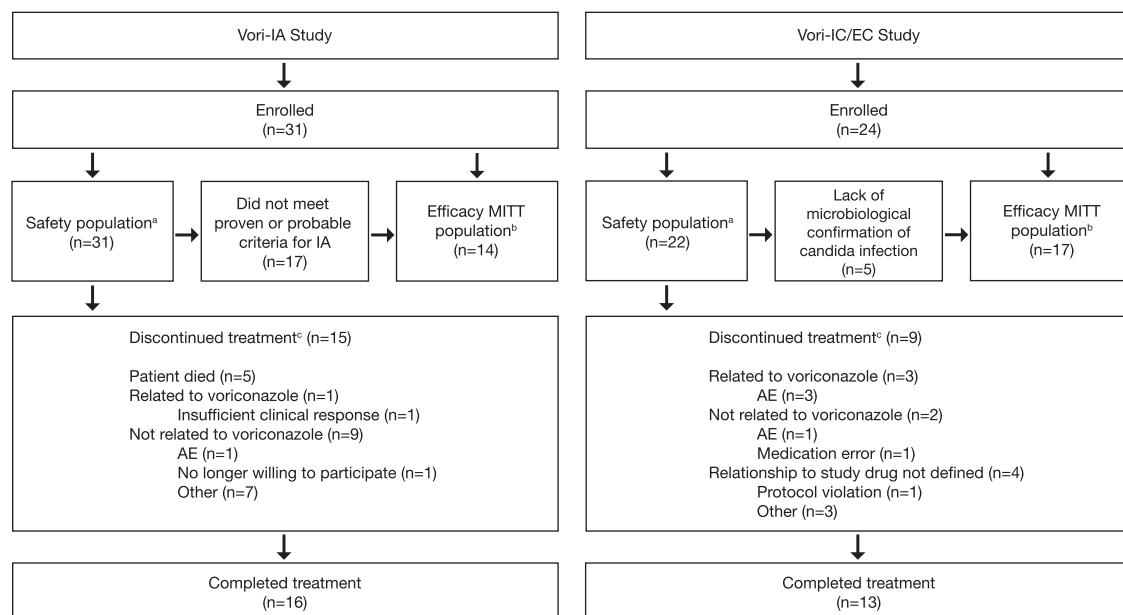 Vori-IA Study
Enrolled
(n=31)
Safety populationᵃ
(n=31)
Did not meet
proven or probable
criteria for IA
(n=17)
Efficacy MITT
populationᵇ
(n=14)
Discontinued treatmentᶜ (n=15)
Patient died (n=5)
Related to voriconazole (n=1)
Insufficient clinical response (n=1)
Not related to voriconazole (n=9)
AE (n=1)
No longer willing to participate (n=1)
Other (n=7)
Completed treatment
(n=16)
Vori-IC/EC Study
Enrolled
(n=24)
Safety populationᵃ
(n=22)
Lack of
microbiological
confirmation of
candida infection
(n=5)
Efficacy MITT
populationᵇ
(n=17)
Discontinued treatmentᶜ (n=9)
Related to voriconazole (n=3)
AE (n=3)
Not related to voriconazole (n=2)
AE (n=1)
Medication error (n=1)
Relationship to study drug not defined (n=4)
Protocol violation (n=1)
Other (n=3)
Completed treatment
(n=13)